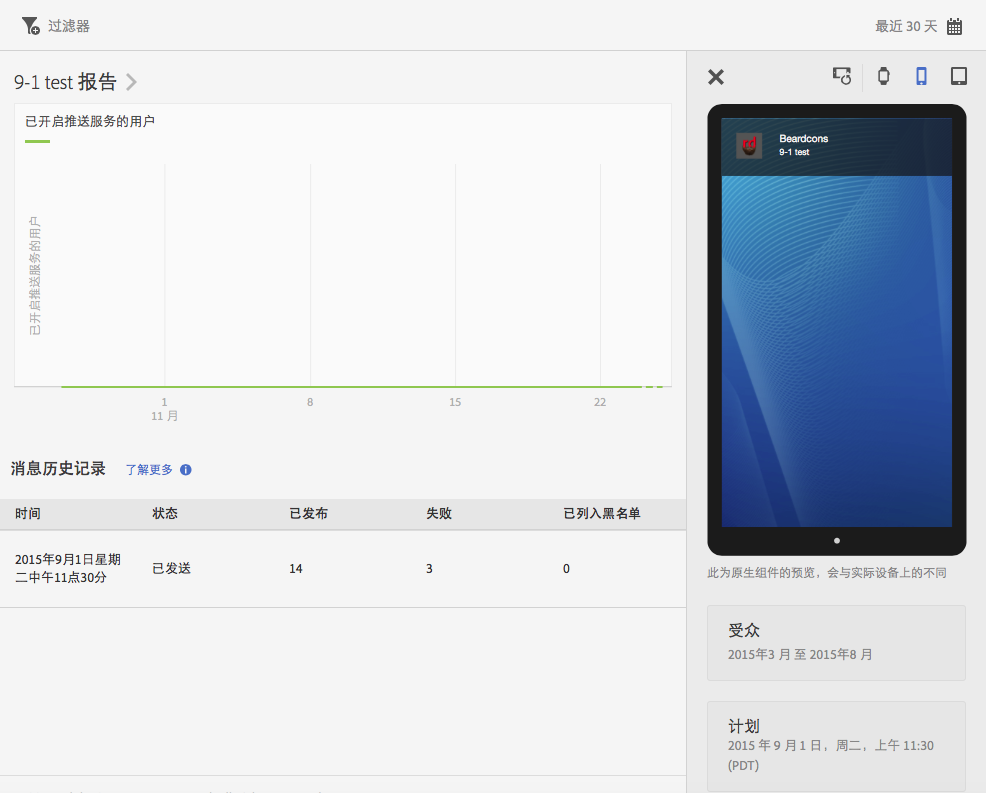 过滤器
最近 30 天
9-1 test 报告
已开启推送服务的用户
已开启推送服务的用户
1
8
15
22
11 月
消息历史记录 了解更多
时间 状态 已发布 失败 已列入黑名单
2015年9月1日星期
二中午11点30分
已发送 14 3 0
rd
Beardcons
9-1 test
此为原生组件的预览，会与实际设备上的不同
受众
2015年3 月 至 2015年8 月
计划
2015 年 9 月 1 日，周二，上午 11:30
(PDT)